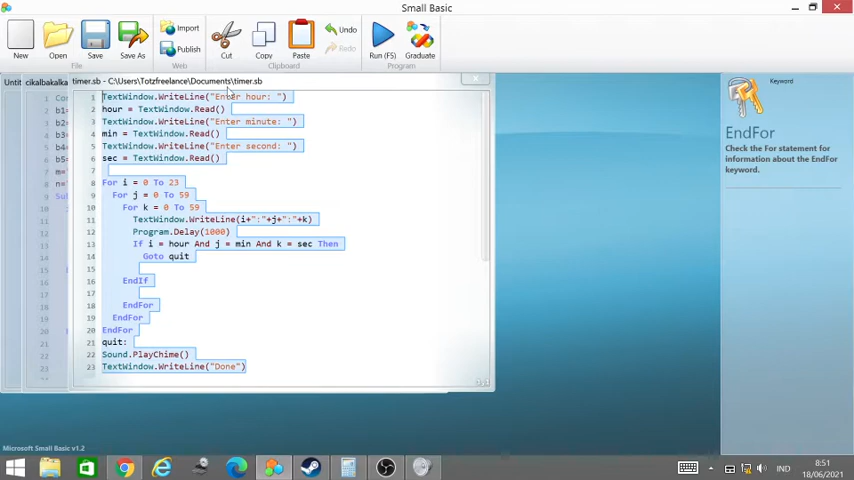 Small Basic
New
Open
Save
Save As
Import
Publish
Cut
Copy
Paste
Undo
Redo
Run (F5)
Graduate
File
Web
Clipboard
Program
Untit
cikalbakalka
timer.sb - C:\Users\Totzfreelance\Documents\timer.sb
1 TextWindow.WriteLine("Enter hour: ")
2 hour = TextWindow.Read()
3 TextWindow.WriteLine("Enter minute: ")
4 min = TextWindow.Read()
5 TextWindow.WriteLine("Enter second: ")
6 sec = TextWindow.Read()
7
8 For i = 0 To 23
9 For j = 0 To 59
10 For k = 0 To 59
11 TextWindow.WriteLine(i+":"+j+":"+k)
12 Program.Delay(1000)
13 If i = hour And j = min And k = sec Then
14 Goto quit
15
16 EndIf
17
18 EndFor
19 EndFor
20 EndFor
21 quit:
22 Sound.PlayChime()
23 TextWindow.WriteLine("Done")
Keyword
EndFor
Check the For statement for
information about the EndFor
keyword.
Microsoft Small Basic v1.2
IND
8:51
18/06/2021